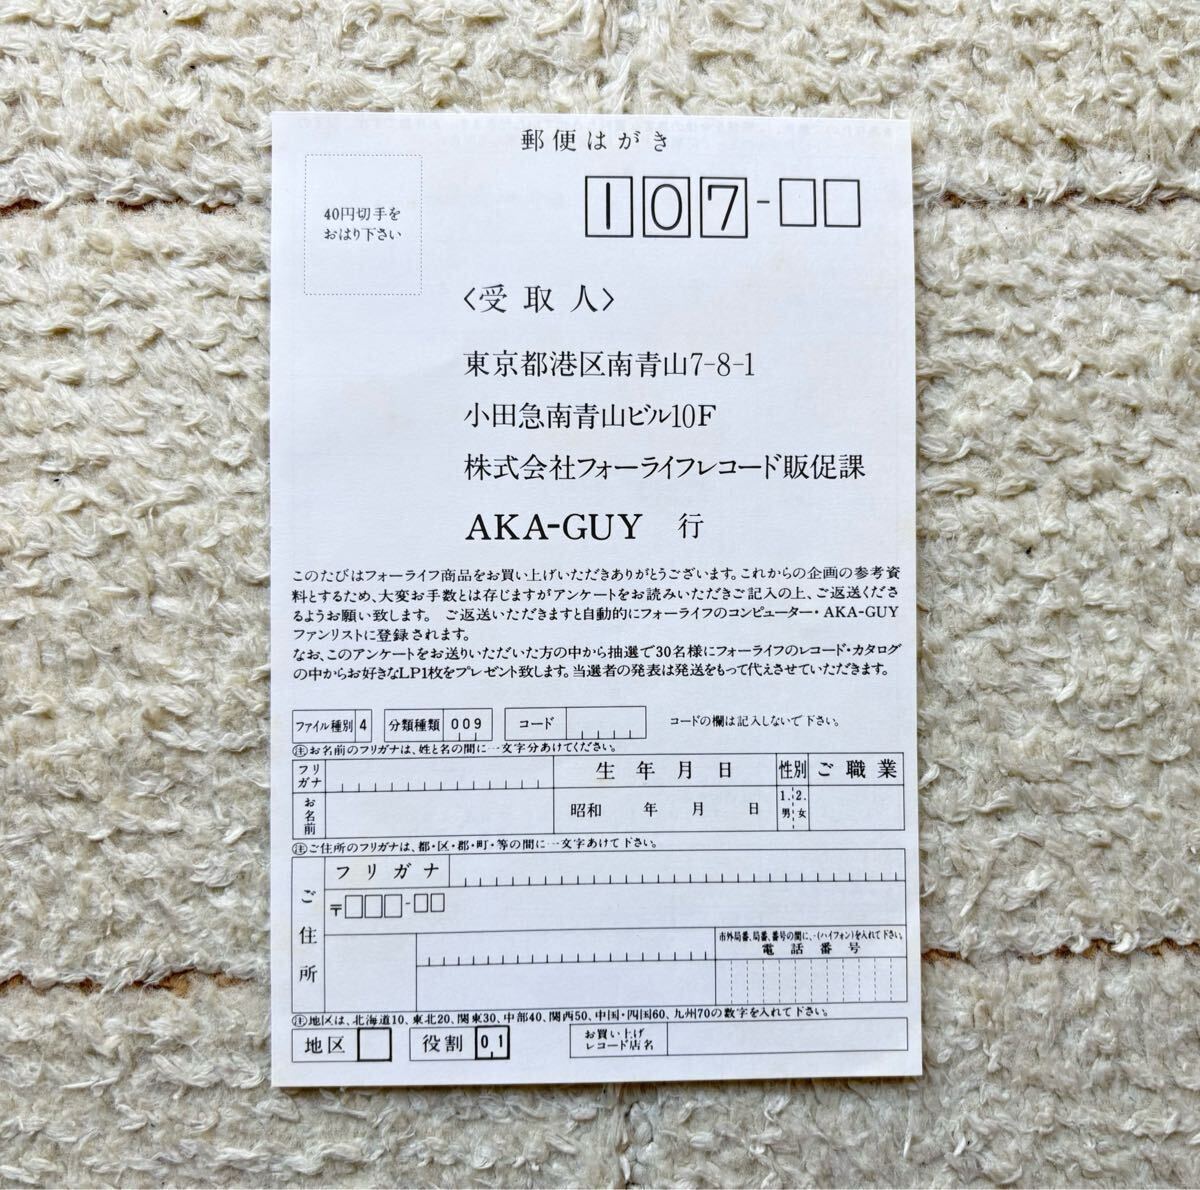 郵便はがき
40円切手を
おはり下さい
107-
〈受取人〉
東京都港区南青山7-8-1
小田急南青山ビル10F
株式会社フォーライフレコード販促課
AKA-GUY 行
このたびはフォーライフ商品をお買い上げいただきありがとうございます。これからの企画の参考資
料とするため、大変お手数とは存じますがアンケートをお読みいただきご記入の上、ご返送くださ
るようお願い致します。 ご返送いただきますと自動的にフォーライフのコンピューター・AKA-GUY
ファンリストに登録されます。
なお、このアンケートをお送りいただいた方の中から抽選で30名様にフォーライフのレコード・カタログ
の中からお好きなLP1枚をプレゼント致します。当選者の発表は発送をもって代えさせていただきます。
ファイル種別 4 分類種類 009 コード コードの欄は記入しないで下さい。
㊟お名前のフリガナは、姓と名の間に一文字分あけてください。
フリガナ 生年月日 性別 ご職業
お名前 昭和 年 月 日 1.男 2.女
㊟ご住所のフリガナは、都・区・郡・町・等の間に一文字あけて下さい。
ご住所 フリガナ
〒 -
市外局番、局番、番号の間に、-(ハイフォン)を入れて下さい。
電話番号
㊟地区は、北海道10、東北20、関東30、中部40、関西50、中国・四国60、九州70の数字を入れて下さい。
地区 役割 01 お買い上げ
レコード店名